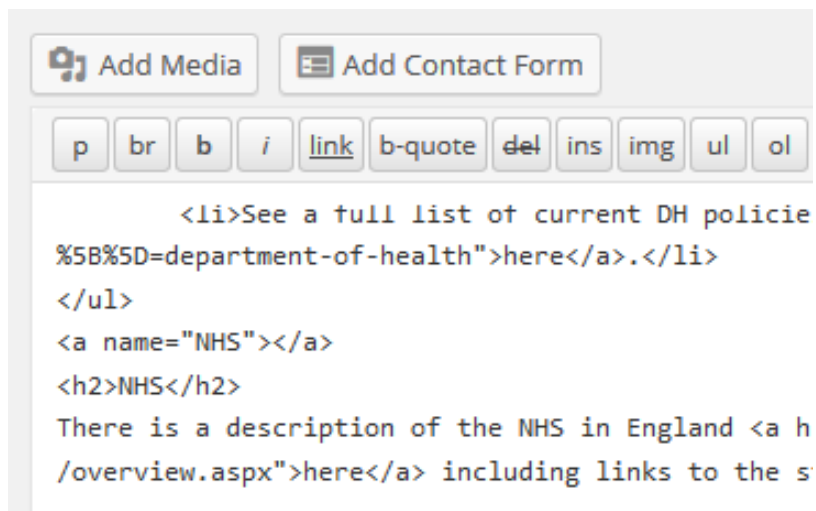 Add Media Add Contact Form
p br b i link b-quote del ins img ul ol
<li>See a full list of current DH policie
%5B%5D=department-of-health">here</a>.</li>
</ul>
<a name="NHS"></a>
<h2>NHS</h2>
There is a description of the NHS in England <a h
/overview.aspx">here</a> including links to the s